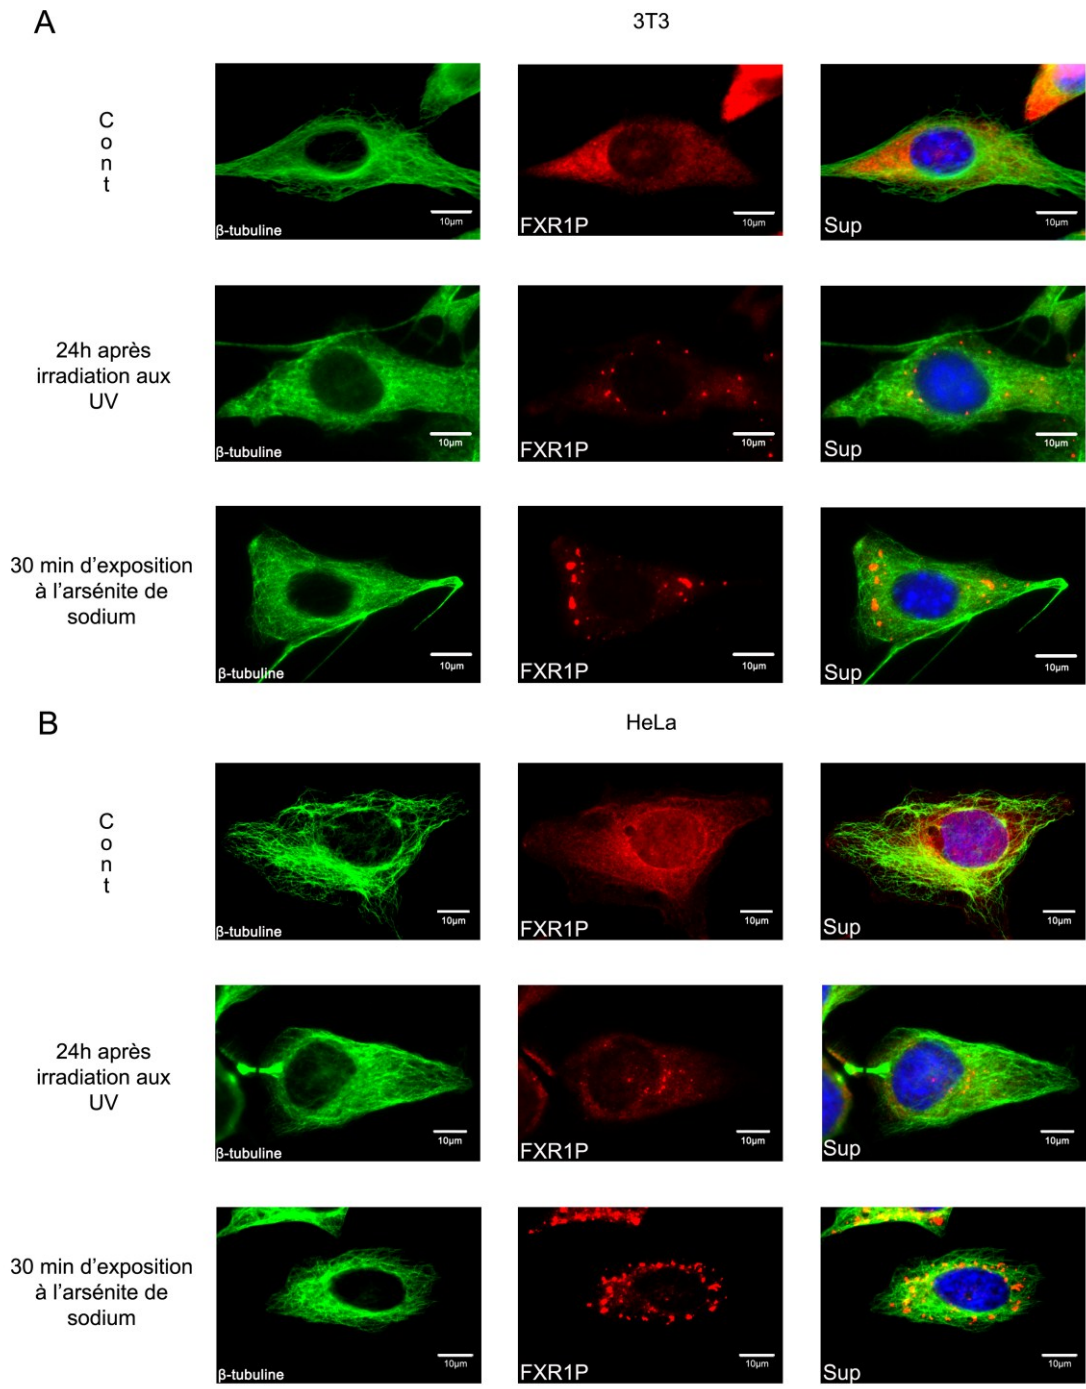 A
3T3
Cont
β-tubuline
10µm
FXR1P
10µm
Sup
10µm
24h après
irradiation aux
UV
β-tubuline
10µm
FXR1P
10µm
Sup
10µm
30 min d’exposition
à l’arsénite de
sodium
β-tubuline
10µm
FXR1P
10µm
Sup
10µm
B
HeLa
Cont
β-tubuline
10µm
FXR1P
10µm
Sup
10µm
24h après
irradiation aux
UV
β-tubuline
10µm
FXR1P
10µm
Sup
10µm
30 min d’exposition
à l’arsénite de
sodium
β-tubuline
10µm
FXR1P
10µm
Sup
10µm